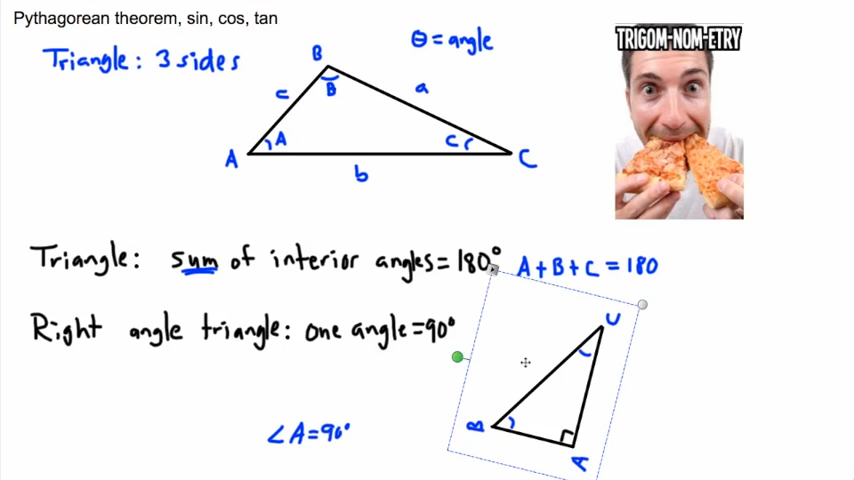 Pythagorean theorem, sin, cos, tan
Triangle: 3 sides
θ = angle
TRIGOM-NOM-ETRY
B
c
B
a
A
A
C
C
b
Triangle: sum of interior angles = 180°
A + B + C = 180
Right angle triangle: one angle = 90°
C
B
A
∠A = 90°